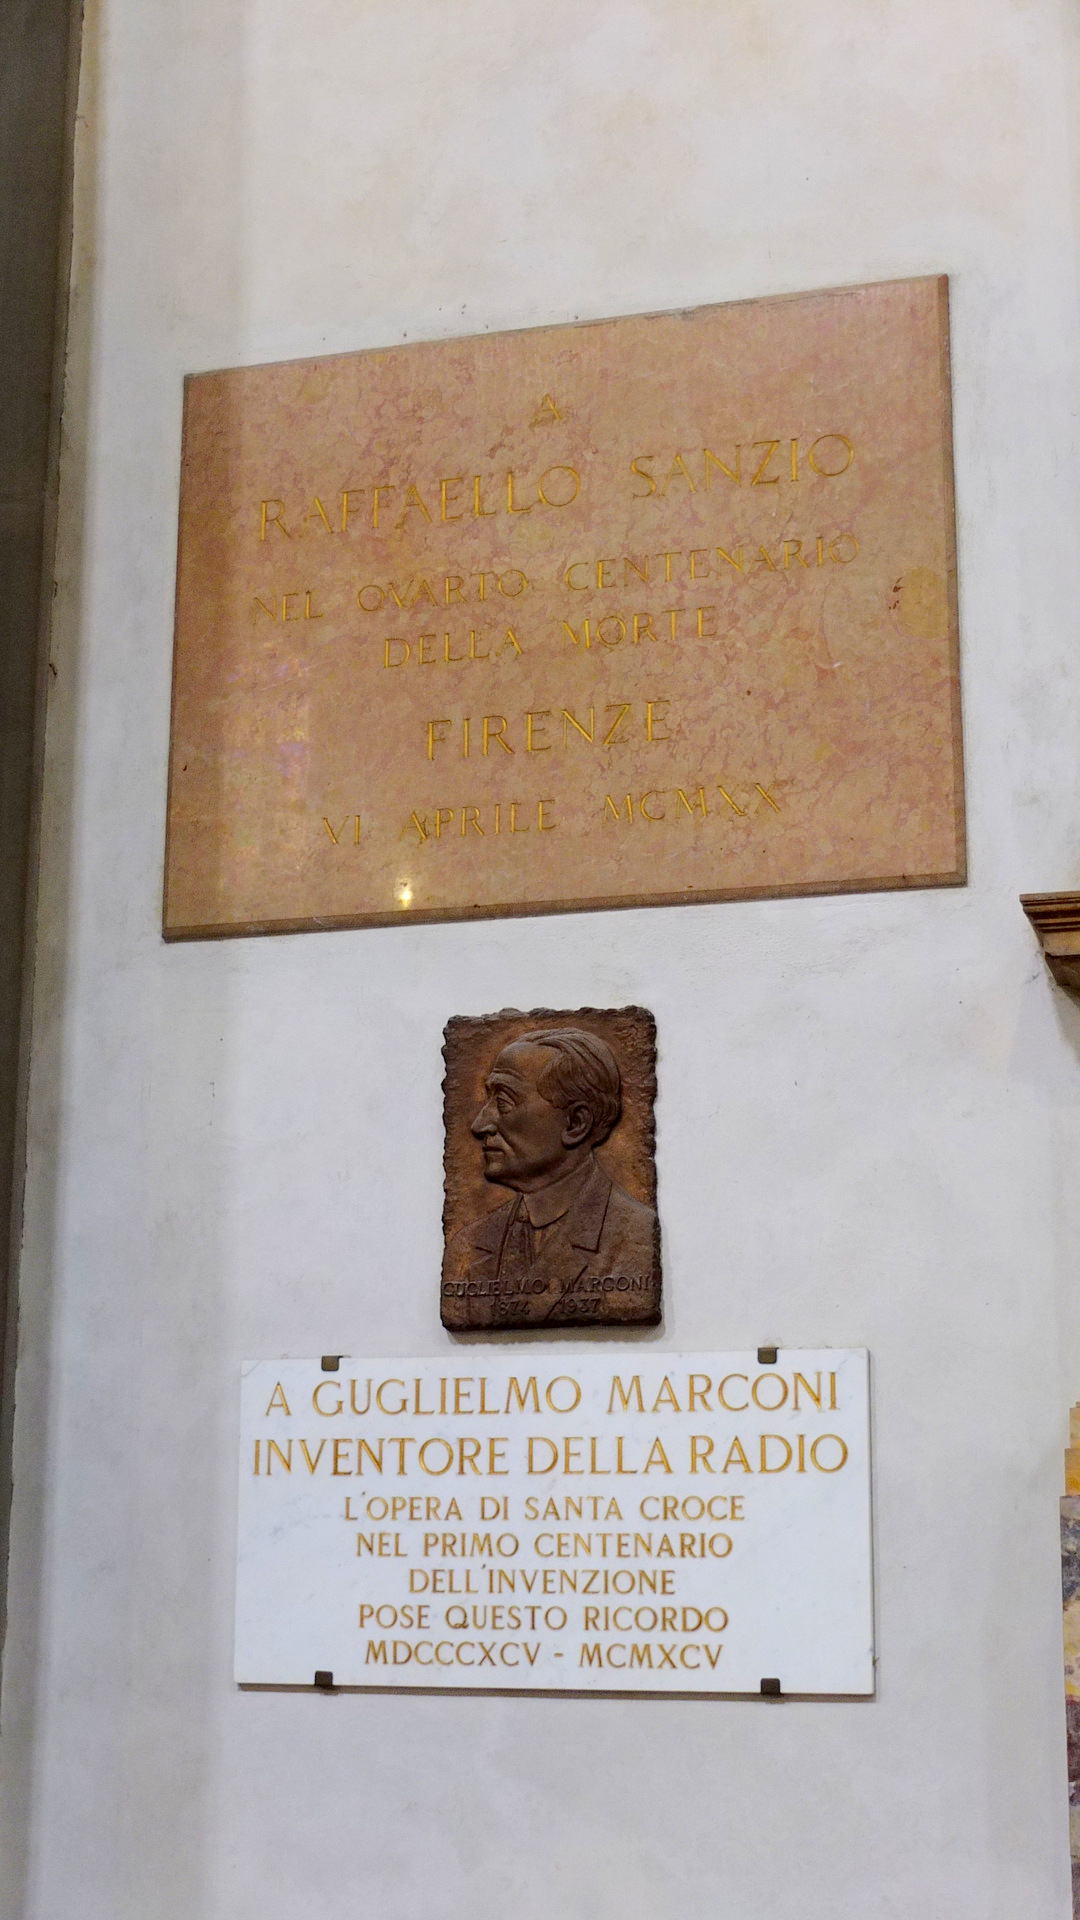 A
RAFFAELLO SANZIO
NEL QVARTO CENTENARIO
DELLA MORTE
FIRENZE
VI APRILE MCMXX
GUGLIELMO MARCONI
1874 1937
A GUGLIELMO MARCONI
INVENTORE DELLA RADIO
L'OPERA DI SANTA CROCE
NEL PRIMO CENTENARIO
DELL'INVENZIONE
POSE QUESTO RICORDO
MDCCCXCV - MCMXCV